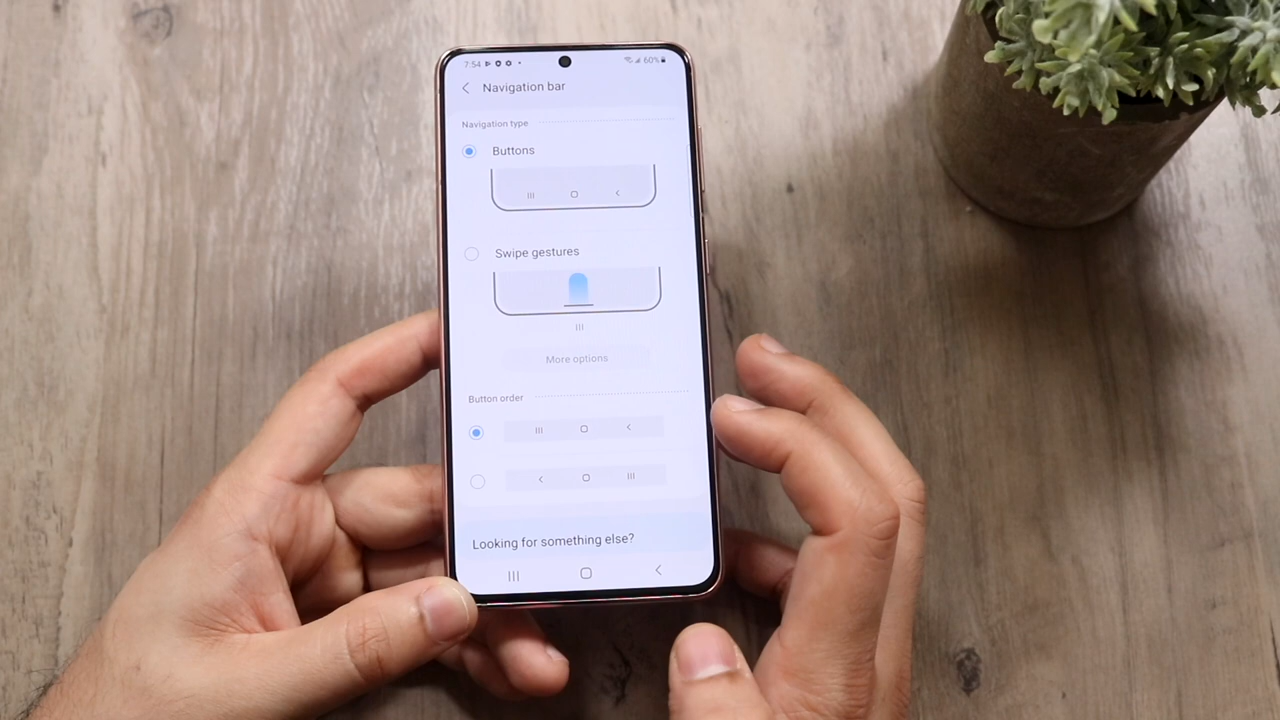 7:54 60%
Navigation bar
Navigation type
Buttons
Swipe gestures
More options
Button order
Looking for something else?